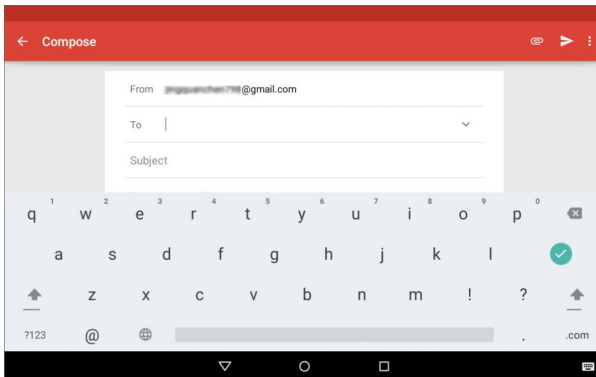 Compose
From @gmail.com
To
Subject
1 2 3 4 5 6 7 8 9 0
q w e r t y u i o p
a s d f g h j k l
z x c v b n m ! ?
?123 @ . .com